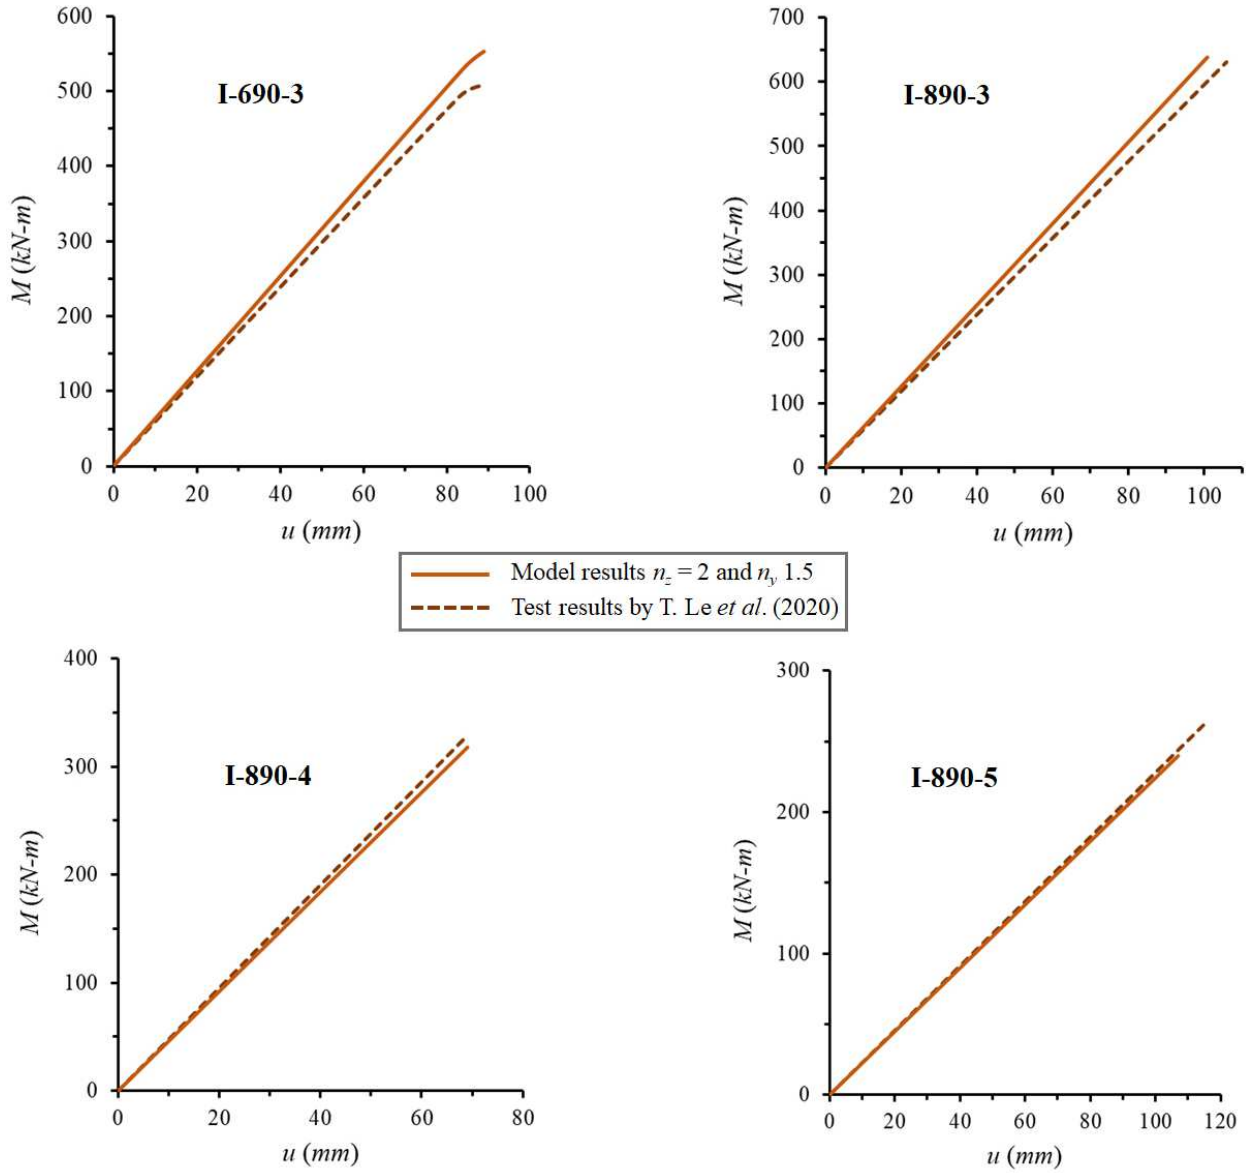 600
500
400
300
200
100
0
I-690-3
M (kN-m)
0 20 40 60 80 100
u (mm)
700
600
500
400
300
200
100
0
I-890-3
M (kN-m)
0 20 40 60 80 100
u (mm)
Model results n_z = 2 and n_y 1.5
Test results by T. Le et al. (2020)
400
300
200
100
0
I-890-4
M (kN-m)
0 20 40 60 80
u (mm)
300
200
100
0
I-890-5
M (kN-m)
0 20 40 60 80 100 120
u (mm)